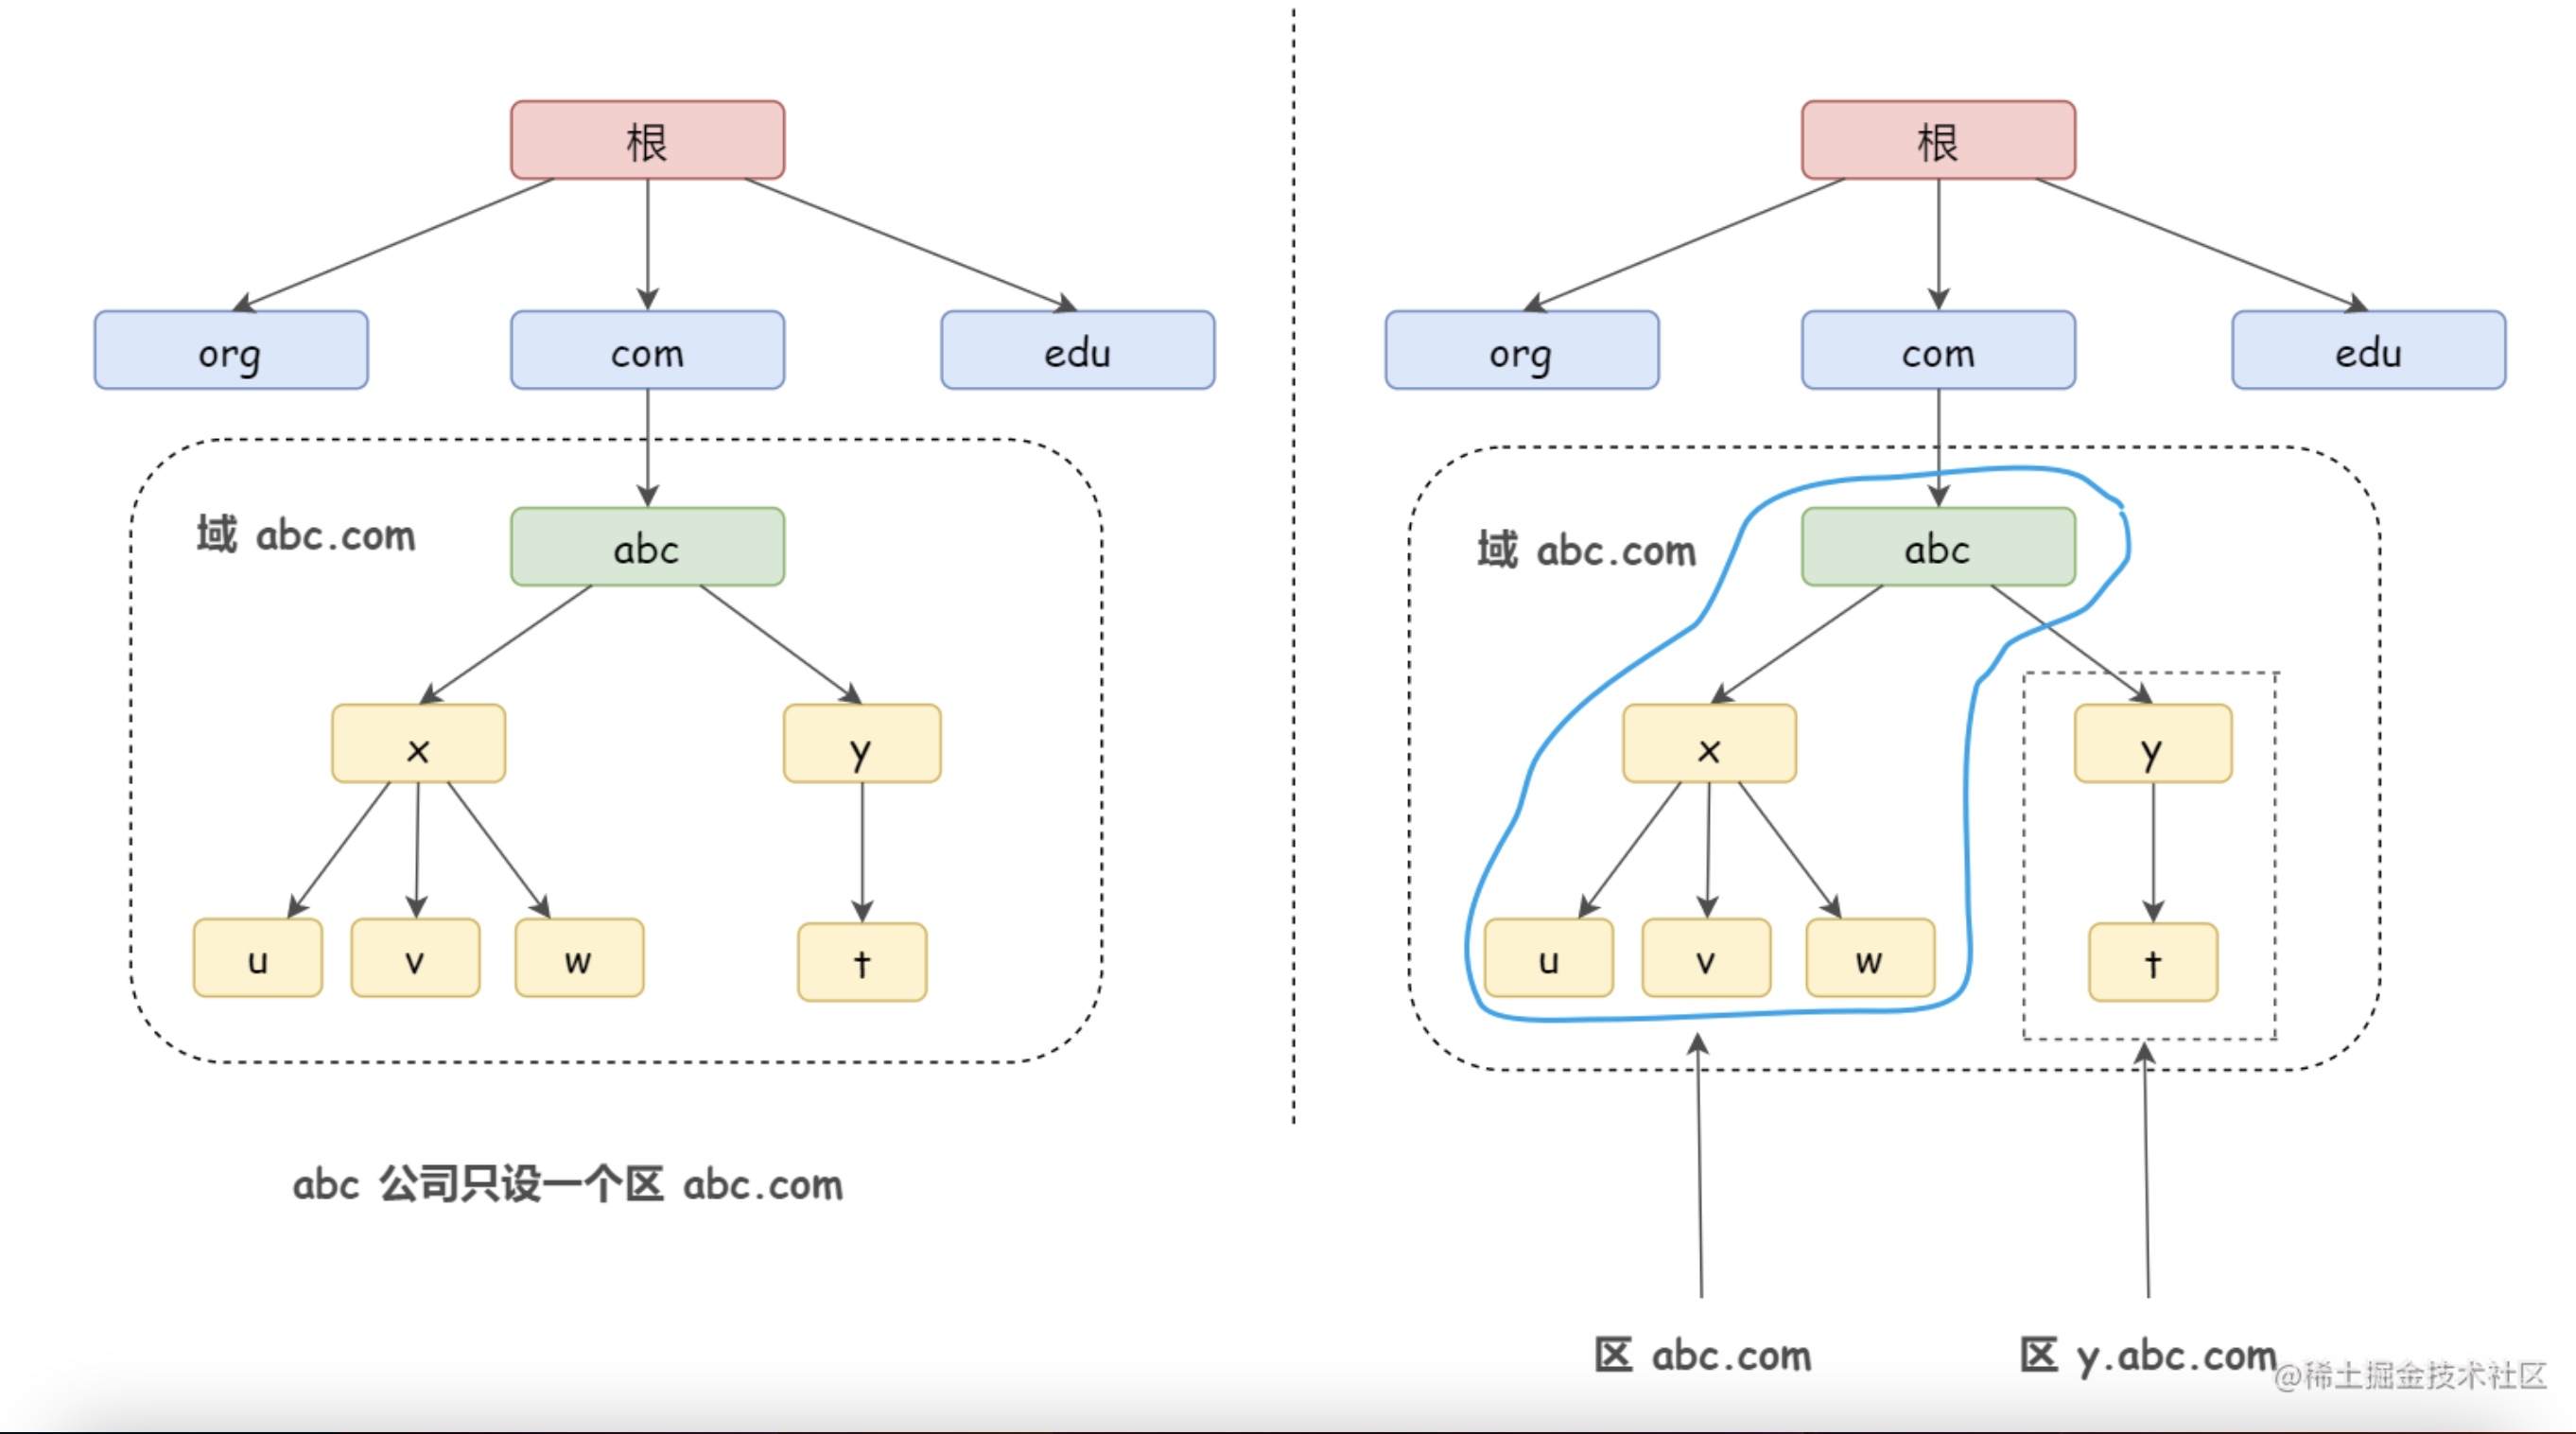 根
org
com
edu
域 abc.com
abc
x
y
u
v
w
t
abc 公司只设一个区 abc.com
根
org
com
edu
域 abc.com
abc
x
y
u
v
w
t
区 abc.com
区 y.abc.com
@稀土掘金技术社区